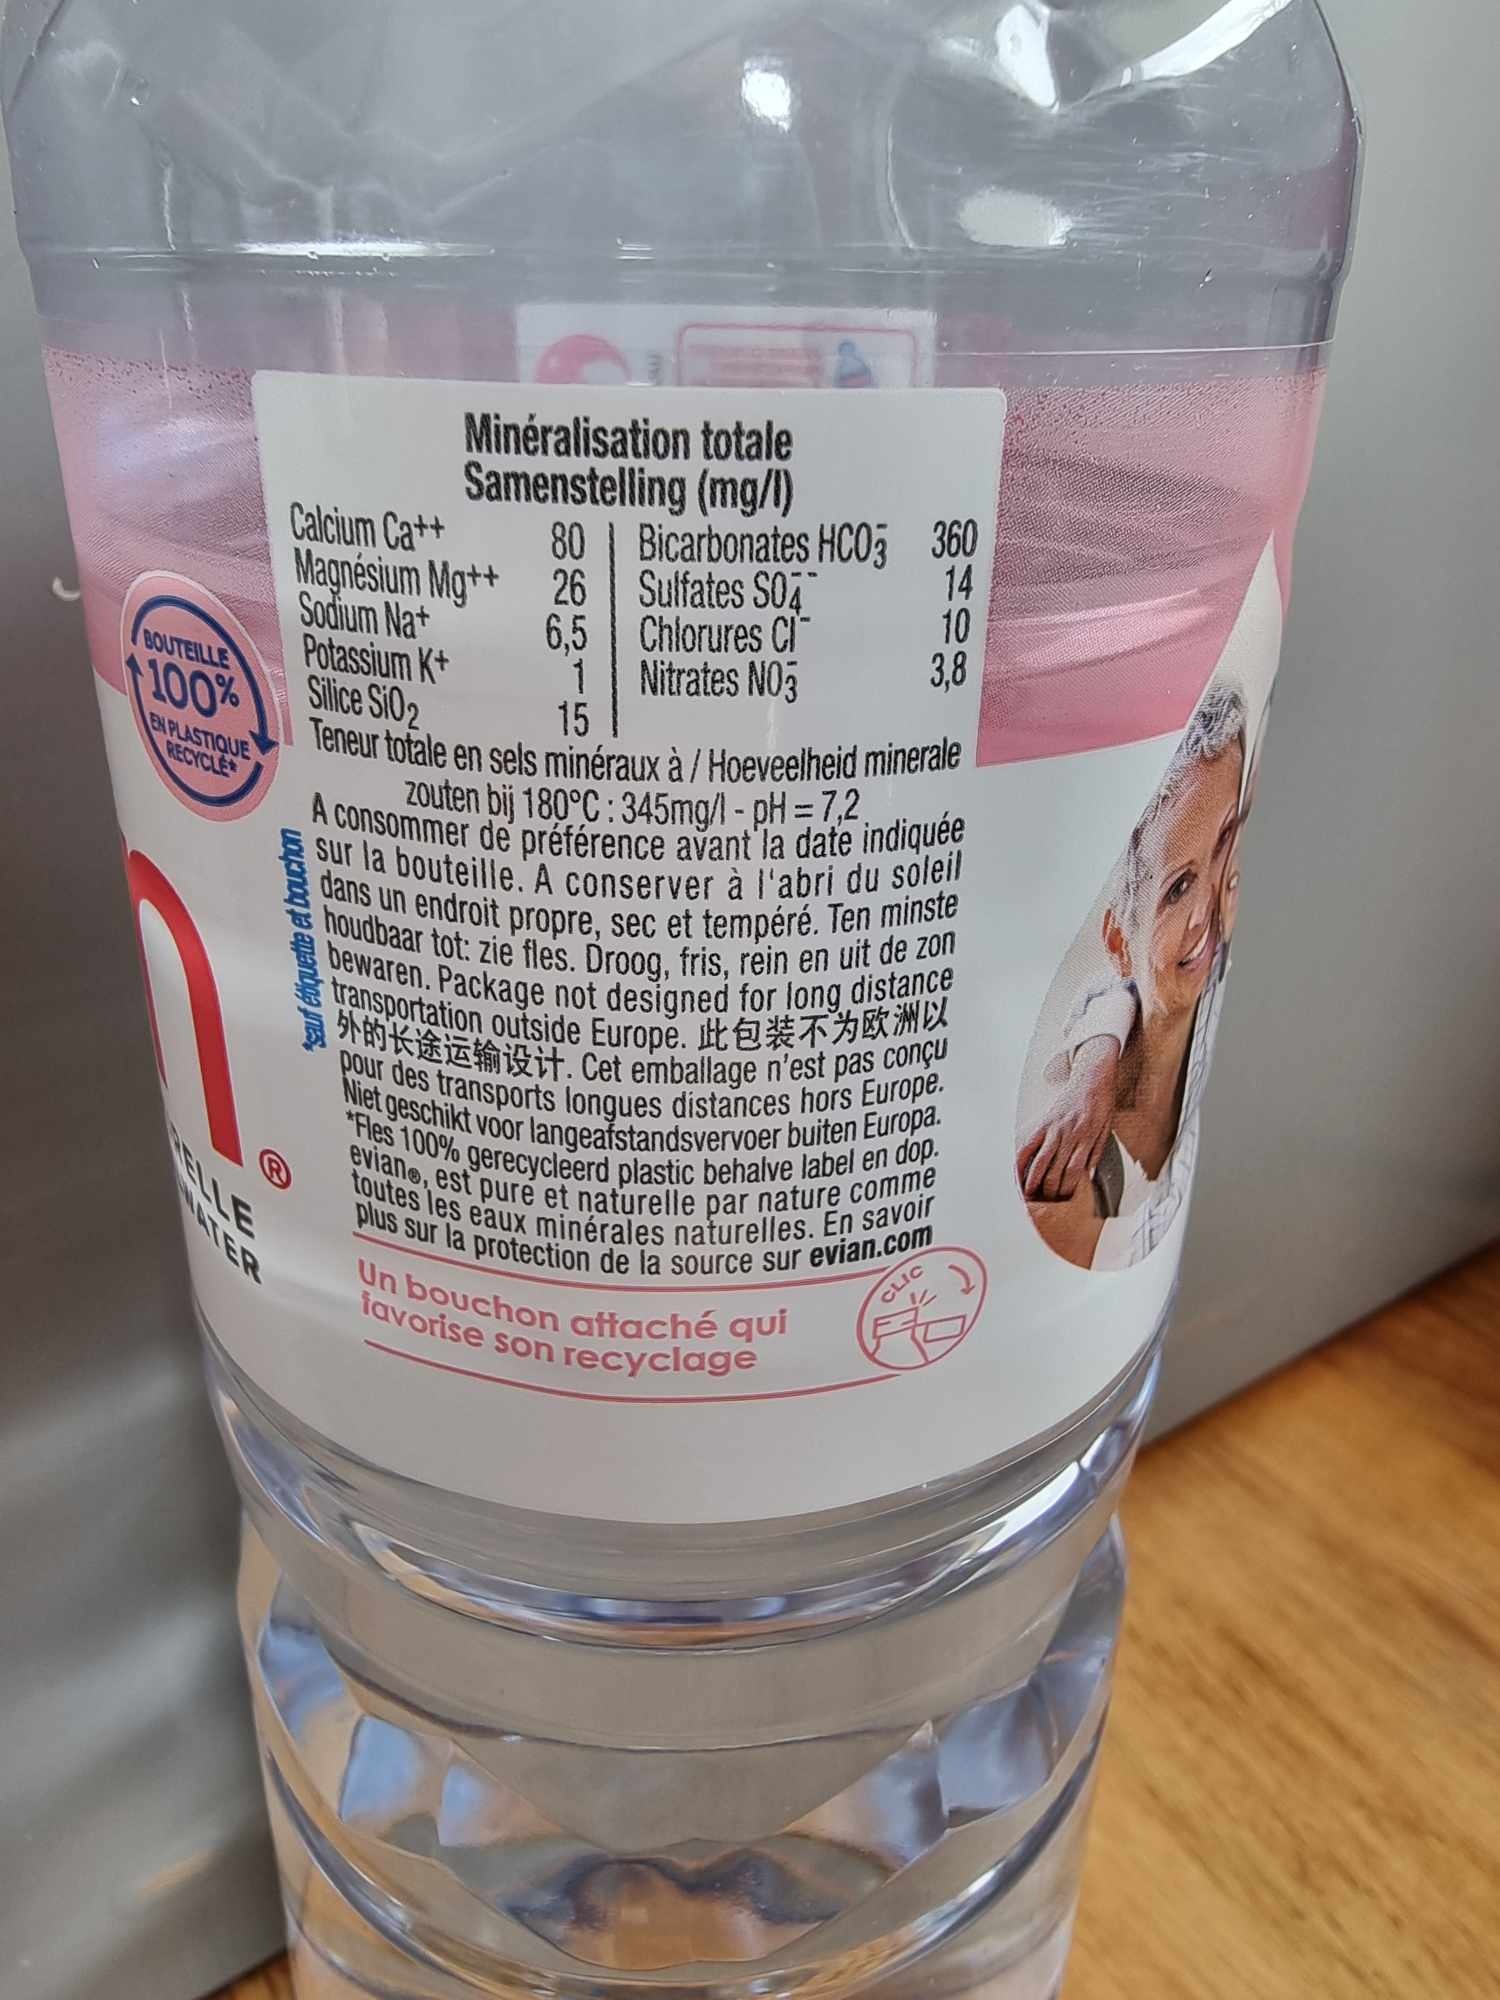 Minéralisation totale
Samenstelling (mg/l)
Calcium Ca++ 80
Magnésium Mg++ 26
Sodium Na+ 6,5
Potassium K+ 1
Silice SiO2 15
Bicarbonates HCO3- 360
Sulfates SO4-- 14
Chlorures Cl- 10
Nitrates NO3- 3,8
Teneur totale en sels minéraux à / Hoeveelheid minerale
zouten bij 180°C : 345mg/l - pH = 7,2
A consommer de préférence avant la date indiquée
sur la bouteille. A conserver à l'abri du soleil
dans un endroit propre, sec et tempéré. Ten minste
houdbaar tot: zie fles. Droog, fris, rein en uit de zon
bewaren. Package not designed for long distance
transportation outside Europe. 此包装不为欧洲以
外的长途运输设计. Cet emballage n'est pas conçu
pour des transports longues distances hors Europe.
Niet geschikt voor langeafstandsvervoer buiten Europa.
*Fles 100% gerecycleerd plastic behalve label en dop.
evian®, est pure et naturelle par nature comme
toutes les eaux minérales naturelles. En savoir
plus sur la protection de la source sur evian.com
Un bouchon attaché qui
favorise son recyclage
CLIC
BOUTEILLE
100%
EN PLASTIQUE
RECYCLÉ*
*sauf étiquette et bouchon
n®
RELLE
WATER